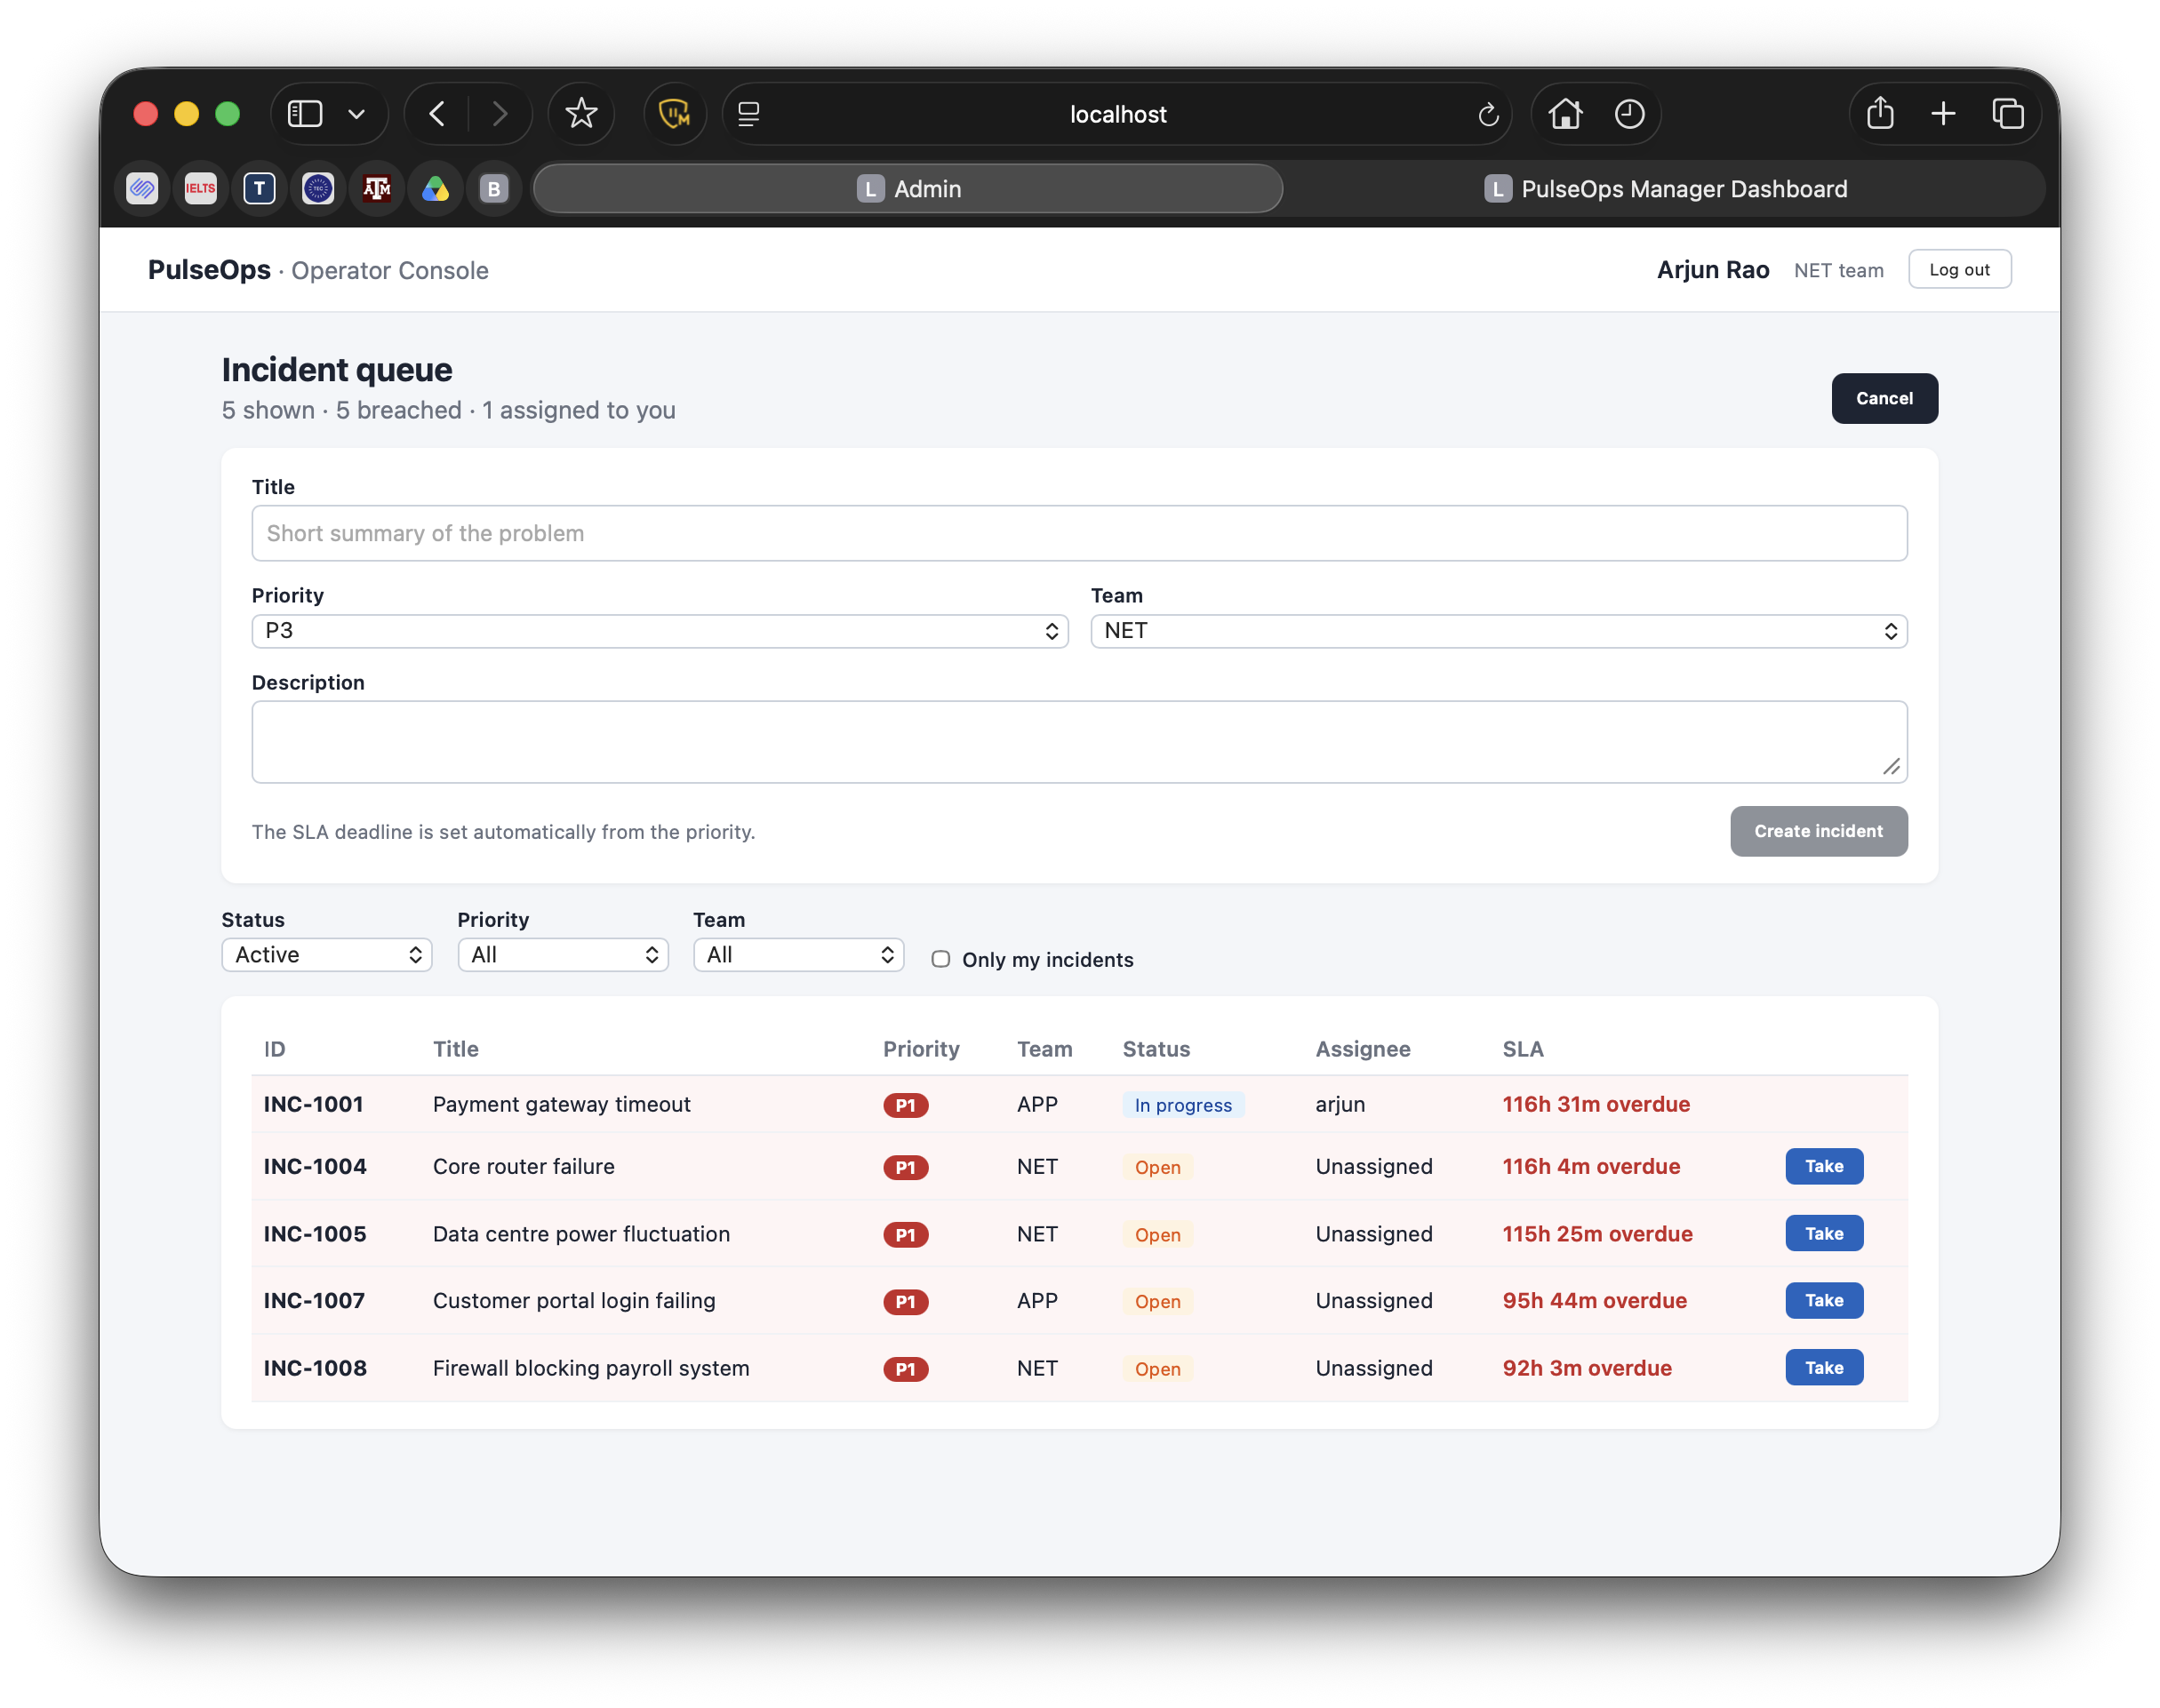 localhost
IELTS
T
TEC
ATM
B
L Admin
L PulseOps Manager Dashboard
PulseOps · Operator Console
Arjun Rao NET team Log out
Incident queue
5 shown · 5 breached · 1 assigned to you
Cancel
Title
Short summary of the problem
Priority Team
P3 NET
Description
The SLA deadline is set automatically from the priority.
Create incident
Status Priority Team
Active All All Only my incidents
ID Title Priority Team Status Assignee SLA
INC-1001 Payment gateway timeout P1 APP In progress arjun 116h 31m overdue
INC-1004 Core router failure P1 NET Open Unassigned 116h 4m overdue Take
INC-1005 Data centre power fluctuation P1 NET Open Unassigned 115h 25m overdue Take
INC-1007 Customer portal login failing P1 APP Open Unassigned 95h 44m overdue Take
INC-1008 Firewall blocking payroll system P1 NET Open Unassigned 92h 3m overdue Take